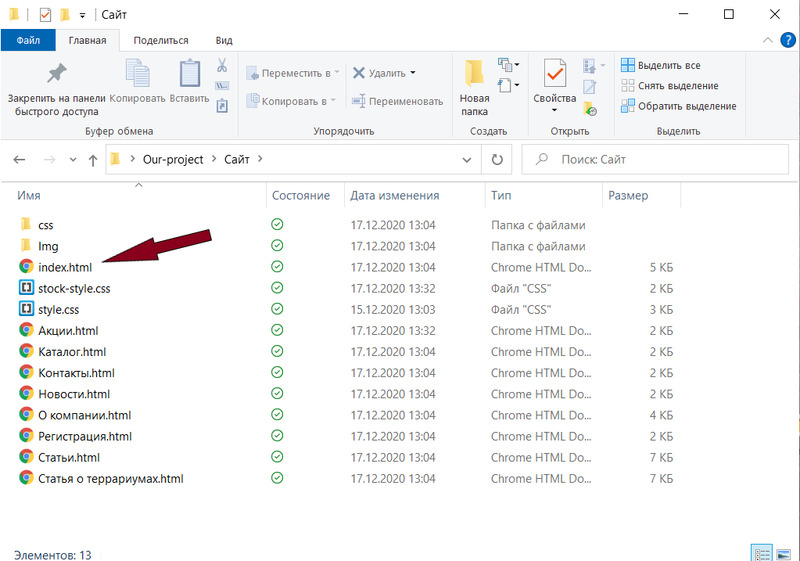 Сайт
Файл Главная Поделиться Вид
Закрепить на панели быстрого доступа
Копировать
Вставить
Буфер обмена
Переместить в
Копировать в
Удалить
Переименовать
Упорядочить
Новая папка
Создать
Свойства
Открыть
Выделить все
Снять выделение
Обратить выделение
Выделить
Our-project Сайт
Поиск: Сайт
Имя Состояние Дата изменения Тип Размер
css 17.12.2020 13:04 Папка с файлами
Img 17.12.2020 13:04 Папка с файлами
index.html 17.12.2020 13:04 Chrome HTML Do... 5 КБ
stock-style.css 17.12.2020 13:32 Файл "CSS" 2 КБ
style.css 15.12.2020 13:03 Файл "CSS" 3 КБ
Акции.html 17.12.2020 13:32 Chrome HTML Do... 2 КБ
Каталог.html 17.12.2020 13:04 Chrome HTML Do... 2 КБ
Контакты.html 17.12.2020 13:04 Chrome HTML Do... 2 КБ
Новости.html 17.12.2020 13:04 Chrome HTML Do... 2 КБ
О компании.html 17.12.2020 13:04 Chrome HTML Do... 4 КБ
Регистрация.html 17.12.2020 13:04 Chrome HTML Do... 2 КБ
Статьи.html 17.12.2020 13:04 Chrome HTML Do... 7 КБ
Статья о террариумах.html 17.12.2020 13:04 Chrome HTML Do... 7 КБ
Элементов: 13